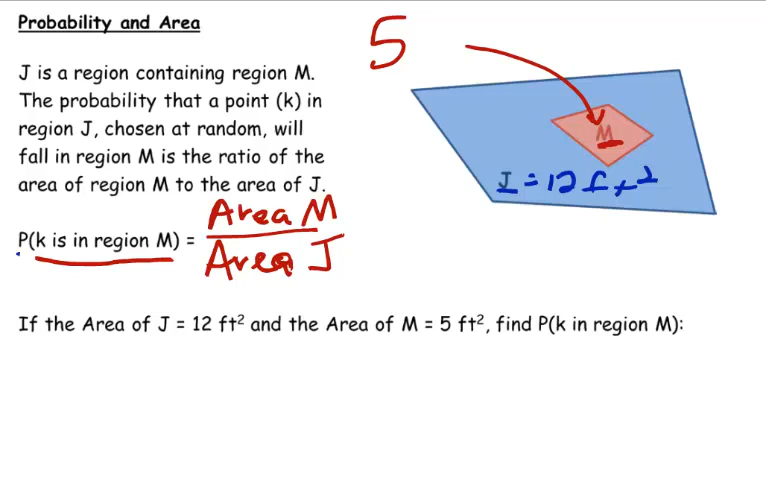 Probability and Area
5
J is a region containing region M.
The probability that a point (k) in
region J, chosen at random, will
fall in region M is the ratio of the
area of region M to the area of J.
M
J = 12 ft²
P(k is in region M) =
Area M
Area J
If the Area of J = 12 ft² and the Area of M = 5 ft², find P(k in region M):